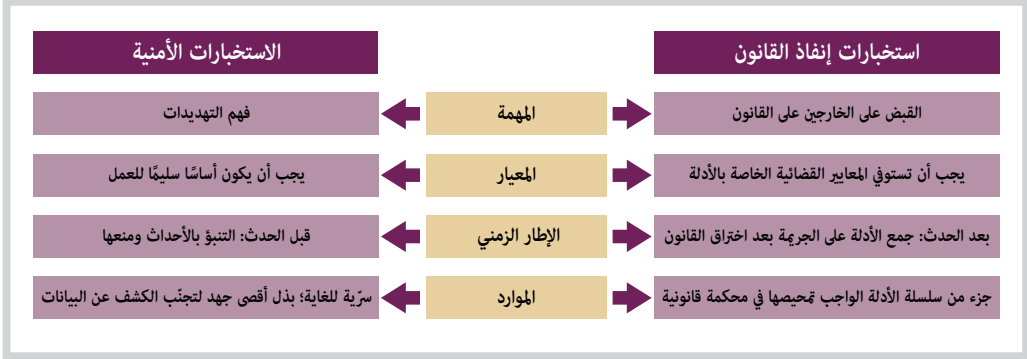 استخبارات إنفاذ القانون
الاستخبارات الأمنية
القبض على الخارجين على القانون
المهمة
فهم التهديدات
يجب أن تستوفي المعايير القضائية الخاصة بالأدلة
المعيار
يجب أن يكون أساسًا سليمًا للعمل
بعد الحدث: جمع الأدلة على الجريمة بعد اختراق القانون
الإطار الزمني
قبل الحدث: التنبؤ بالأحداث ومنعها
جزء من سلسلة الأدلة الواجب تمحيصها في محكمة قانونية
الموارد
سرّية للغاية؛ بذل أقصى جهد لتجنّب الكشف عن البيانات